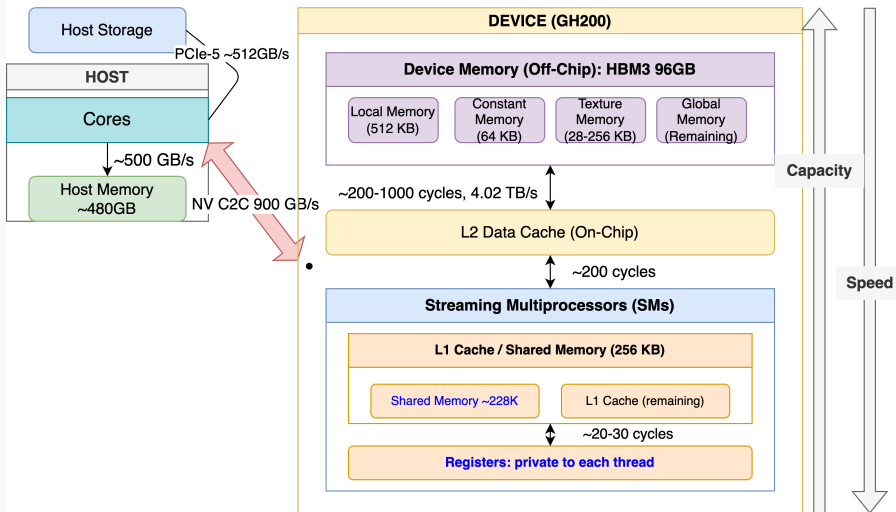 DEVICE (GH200)
Host Storage
PCIe-5 ~512GB/s
HOST
Cores
~500 GB/s
Host Memory
~480GB
NV C2C 900 GB/s
Device Memory (Off-Chip): HBM3 96GB
Local Memory
(512 KB)
Constant
Memory
(64 KB)
Texture
Memory
(28-256 KB)
Global
Memory
(Remaining)
~200-1000 cycles, 4.02 TB/s
L2 Data Cache (On-Chip)
~200 cycles
Streaming Multiprocessors (SMs)
L1 Cache / Shared Memory (256 KB)
Shared Memory ~228K
L1 Cache (remaining)
~20-30 cycles
Registers: private to each thread
Capacity
Speed